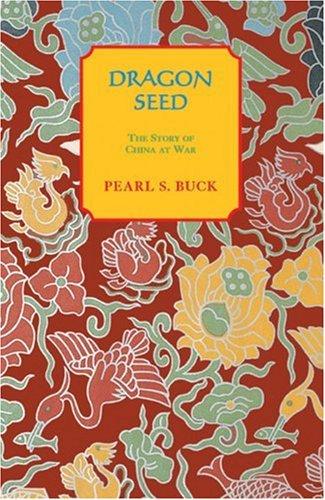 DRAGON
SEED
THE STORY OF
CHINA AT WAR
PEARL S. BUCK